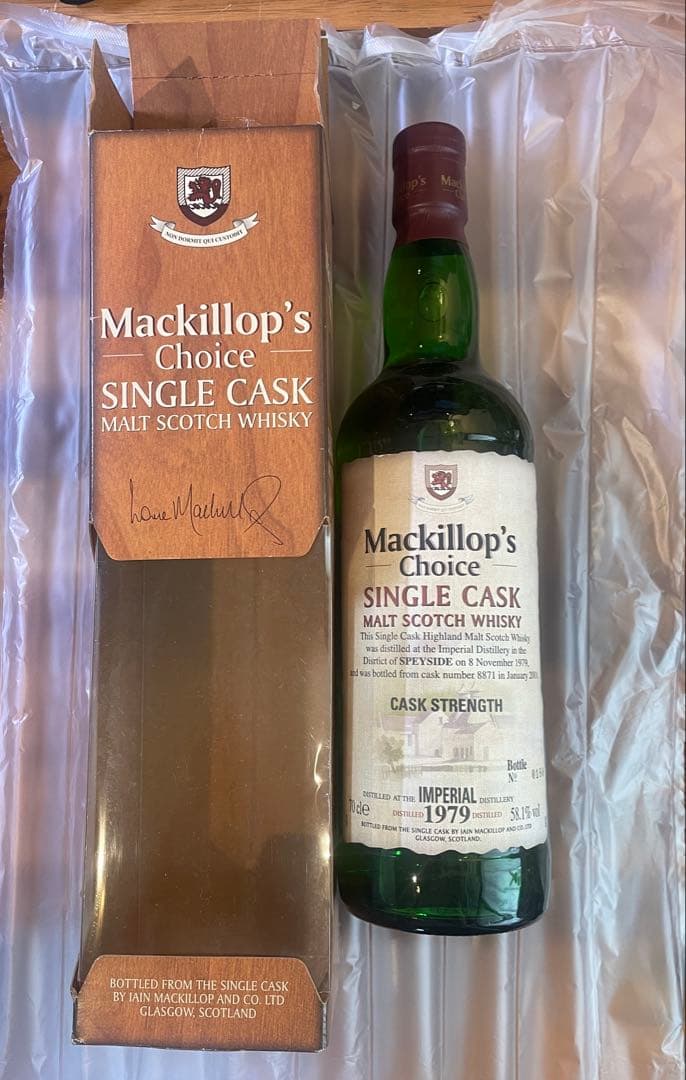 NON DORMIT QUI CUSTODIT
Mackillop's
Choice
SINGLE CASK
MALT SCOTCH WHISKY
BOTTLED FROM THE SINGLE CASK
BY IAIN MACKILLOP AND CO. LTD
GLASGOW, SCOTLAND
Mackillop's
Choice
SINGLE CASK
MALT SCOTCH WHISKY
This Single Cask Highland Malt Scotch Whisky
was distilled at the Imperial Distillery in the
District of SPEYSIDE on 8 November 1979,
and was bottled from cask number 8871 in January
CASK STRENGTH
Bottle
Nº
DISTILLED AT THE IMPERIAL DISTILLERY
70 cle DISTILLED 1979 DISTILLED 58.1% vol
BOTTLED FROM THE SINGLE CASK BY IAIN MACKILLOP AND CO. LTD
GLASGOW, SCOTLAND.